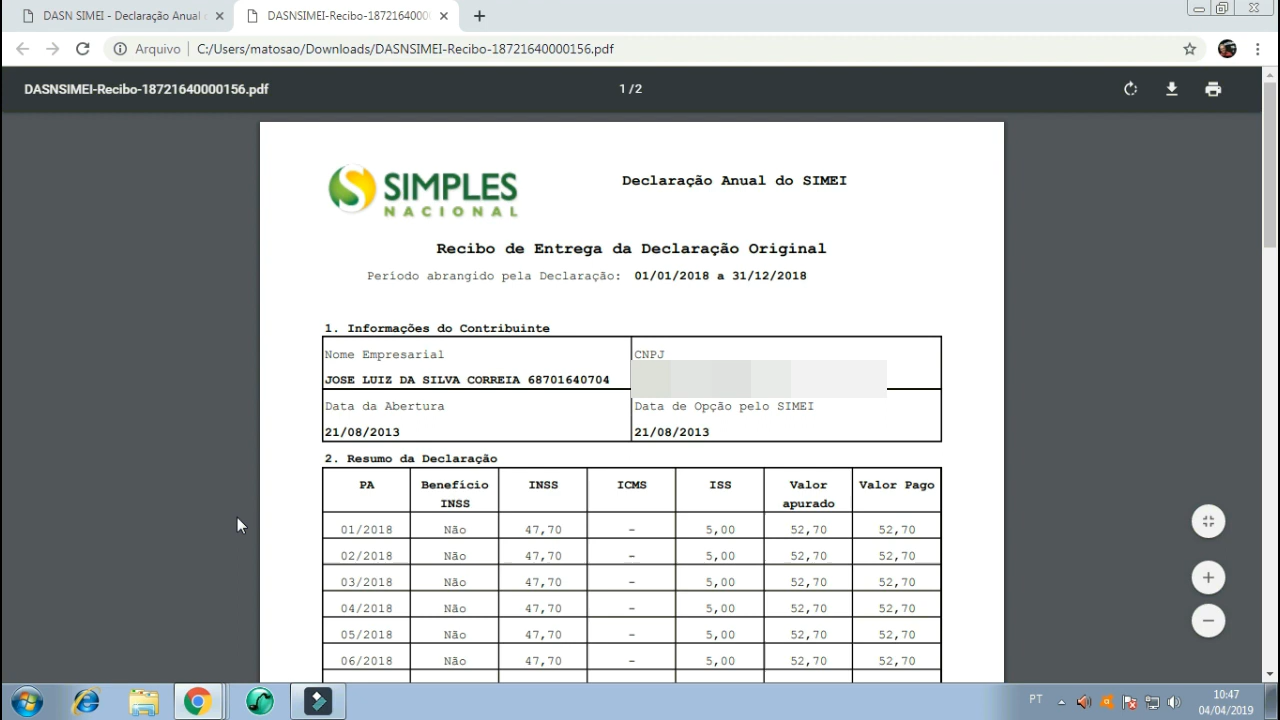 DASN SIMEI - Declaração Anual
DASNSIMEI-Recibo-18721640000
Arquivo C:/Users/matosao/Downloads/DASNSIMEI-Recibo-18721640000156.pdf
DASNSIMEI-Recibo-18721640000156.pdf 1 / 2
SIMPLES
NACIONAL
Declaração Anual do SIMEI
Recibo de Entrega da Declaração Original
Período abrangido pela Declaração: 01/01/2018 a 31/12/2018
1. Informações do Contribuinte
Nome Empresarial CNPJ
JOSE LUIZ DA SILVA CORREIA 68701640704
Data da Abertura Data de Opção pelo SIMEI
21/08/2013 21/08/2013
2. Resumo da Declaração
PA Benefício INSS INSS ICMS ISS Valor apurado Valor Pago
01/2018 Não 47,70 - 5,00 52,70 52,70
02/2018 Não 47,70 - 5,00 52,70 52,70
03/2018 Não 47,70 - 5,00 52,70 52,70
04/2018 Não 47,70 - 5,00 52,70 52,70
05/2018 Não 47,70 - 5,00 52,70 52,70
06/2018 Não 47,70 - 5,00 52,70 52,70
PT 10:47
04/04/2019